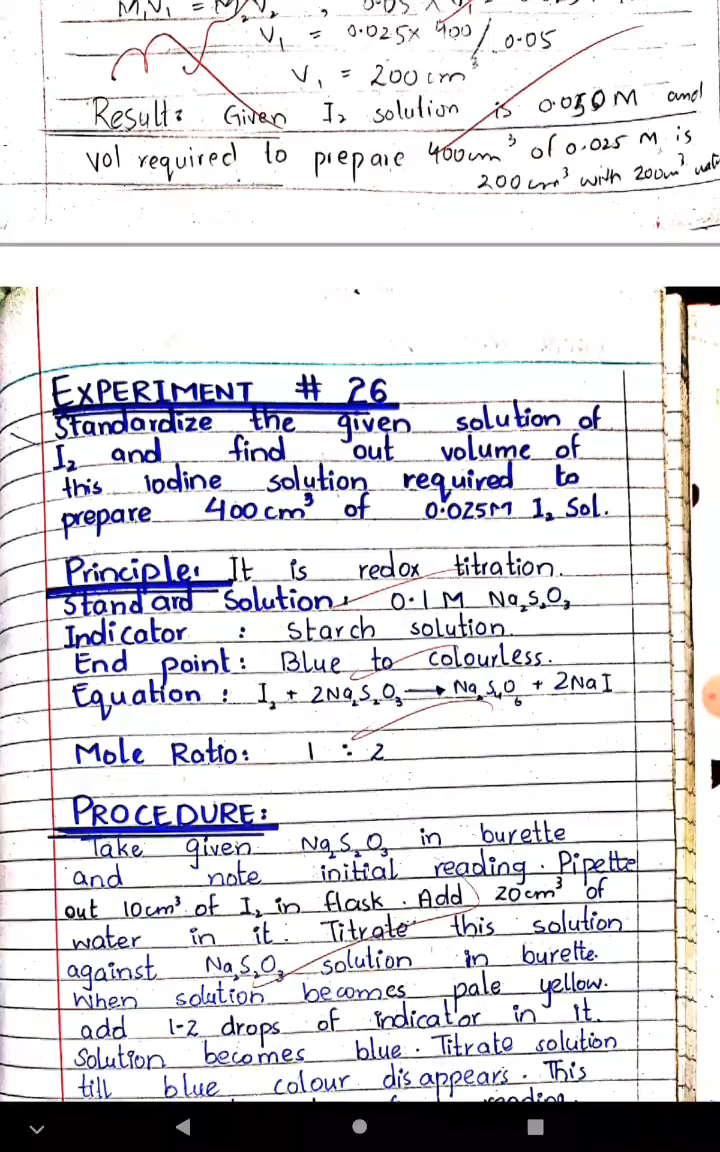 M₁V₁ = M₂V₂ , 0.05 ×
V₁ = 0.025× 400 / 0.05
V₁ = 200 cm³
Result: Given I₂ solution is 0.050 M and
vol required to prepare 400cm³ of 0.025 M is
200 cm³ with 200cm³
EXPERIMENT # 26
Standardize the given solution of
I₂ and find out volume of
this iodine solution required to
prepare 400 cm³ of 0.025M I₂ Sol.
Principle: It is redox titration.
Standard Solution: 0.1 M Na₂S₂O₃
Indicator : Starch solution.
End point: Blue to colourless.
Equation : I₂ + 2Na₂S₂O₃ → Na₂S₄O₆ + 2NaI
Mole Ratio: 1 : 2
PROCEDURE:
Take given Na₂S₂O₃ in burette
and note initial reading. Pipette
out 10cm³ of I₂ in flask. Add 20cm³ of
water in it. Titrate this solution
against Na₂S₂O₃ solution in burette.
When solution becomes pale yellow.
add 1-2 drops of indicator in it.
Solution becomes blue. Titrate solution
till blue colour disappears. This